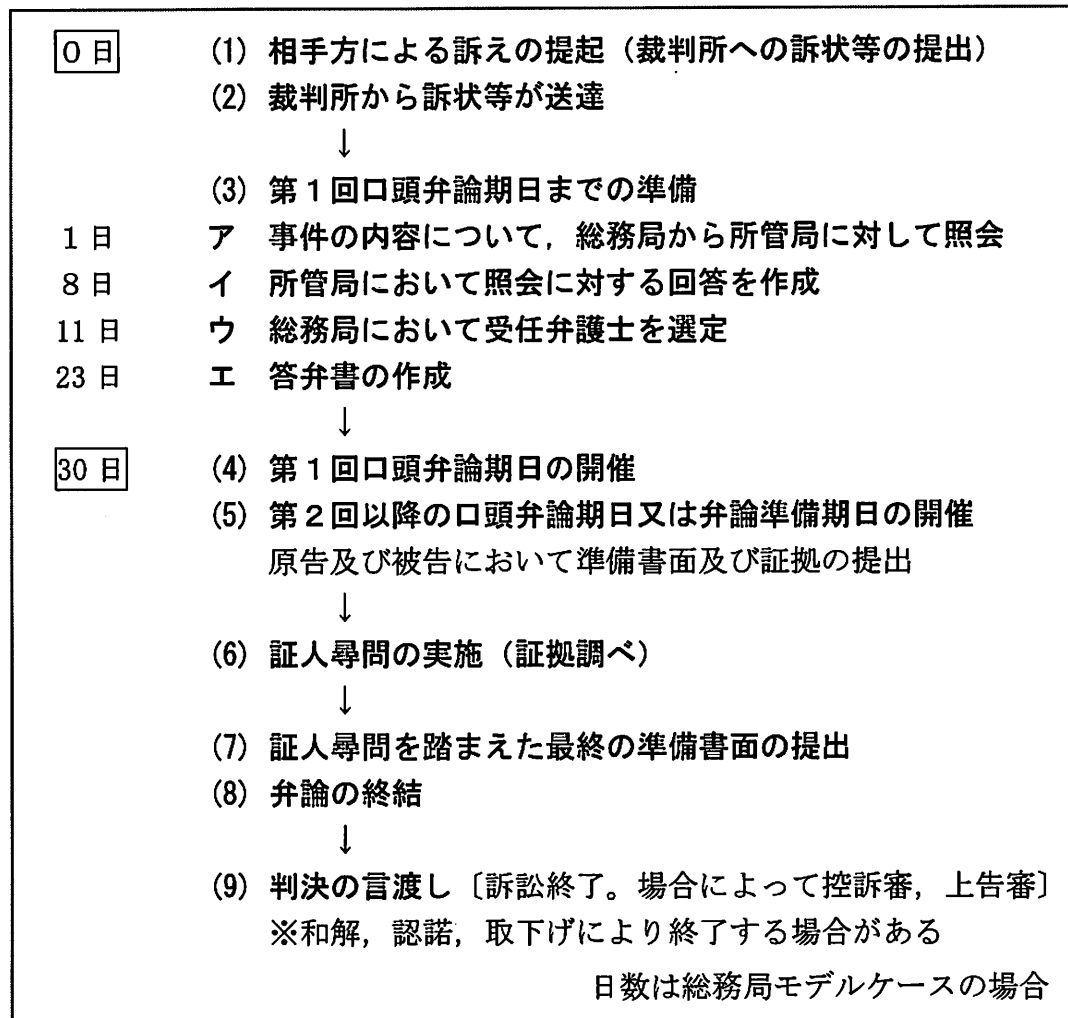 0日 (1) 相手方による訴えの提起（裁判所への訴状等の提出）
(2) 裁判所から訴状等が送達
↓
(3) 第1回口頭弁論期日までの準備
1日 ア 事件の内容について，総務局から所管局に対して照会
8日 イ 所管局において照会に対する回答を作成
11日 ウ 総務局において受任弁護士を選定
23日 エ 答弁書の作成
↓
30日 (4) 第1回口頭弁論期日の開催
(5) 第2回以降の口頭弁論期日又は弁論準備期日の開催
原告及び被告において準備書面及び証拠の提出
↓
(6) 証人尋問の実施（証拠調べ）
↓
(7) 証人尋問を踏まえた最終の準備書面の提出
(8) 弁論の終結
↓
(9) 判決の言渡し〔訴訟終了。場合によって控訴審，上告審〕
※和解，認諾，取下げにより終了する場合がある
日数は総務局モデルケースの場合